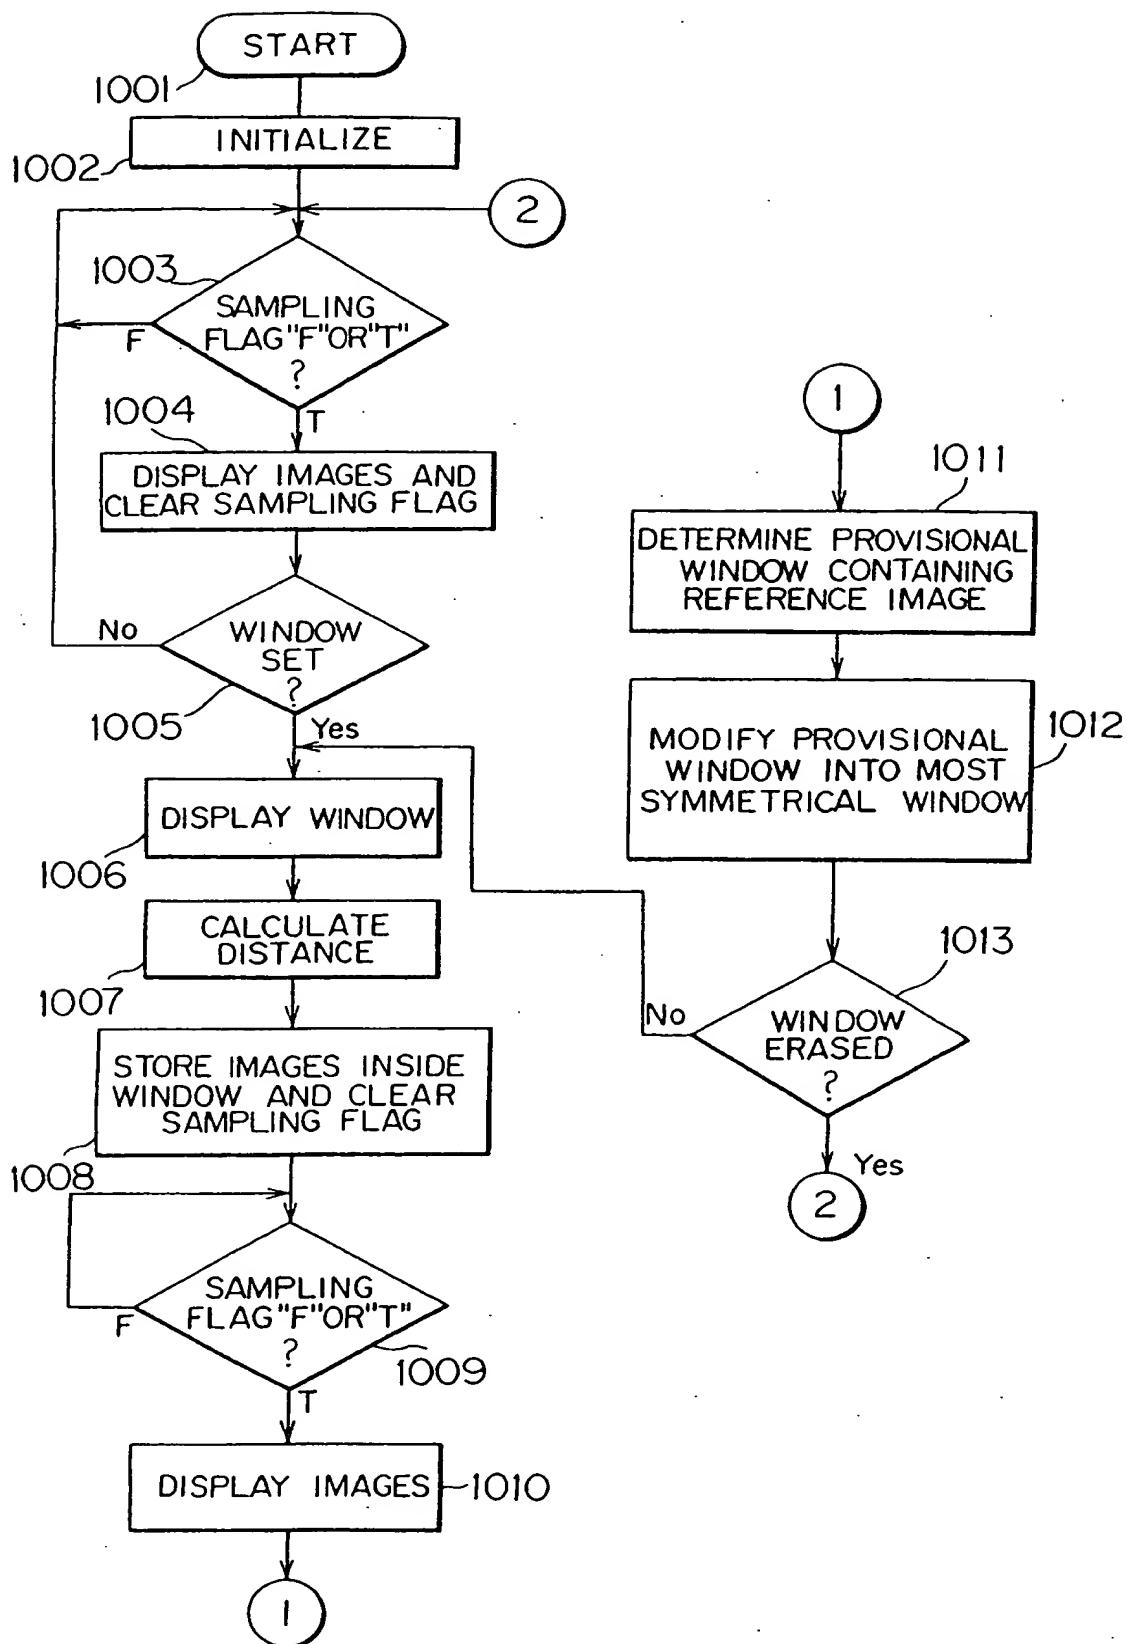 START
1001
INITIALIZE
1002
2
1003
SAMPLING
FLAG"F"OR"T"
?
F
T
1004
DISPLAY IMAGES AND
CLEAR SAMPLING FLAG
No
WINDOW
SET
?
1005
Yes
DISPLAY WINDOW
1006
CALCULATE
DISTANCE
1007
STORE IMAGES INSIDE
WINDOW AND CLEAR
SAMPLING FLAG
1008
SAMPLING
FLAG"F"OR"T"
?
F
1009
T
DISPLAY IMAGES
1010
1
1
1011
DETERMINE PROVISIONAL
WINDOW CONTAINING
REFERENCE IMAGE
1012
MODIFY PROVISIONAL
WINDOW INTO MOST
SYMMETRICAL WINDOW
1013
No
WINDOW
ERASED
?
Yes
2